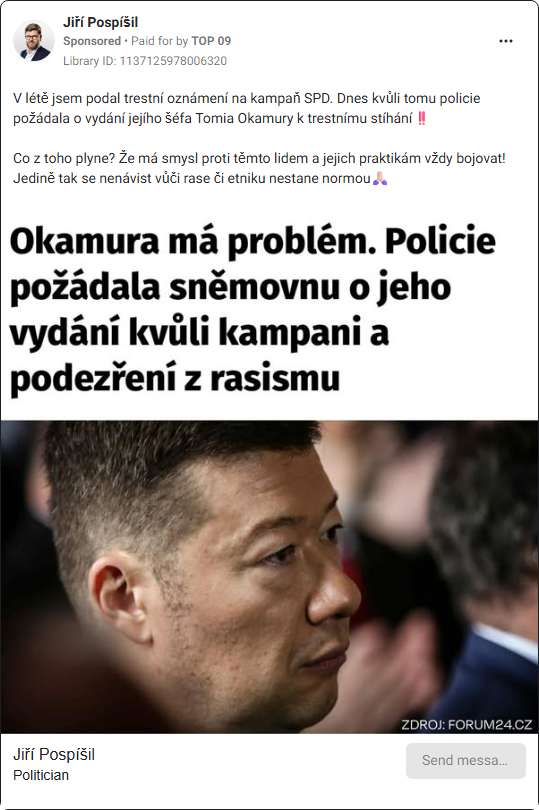 Jiří Pospíšil
Sponsored • Paid for by TOP 09
Library ID: 1137125978006320
V létě jsem podal trestní oznámení na kampaň SPD. Dnes kvůli tomu policie
požádala o vydání jejího šéfa Tomia Okamury k trestnímu stíhání ‼️
Co z toho plyne? Že má smysl proti těmto lidem a jejich praktikám vždy bojovat!
Jedině tak se nenávist vůči rase či etniku nestane normou🙏🏻
Okamura má problém. Policie
požádala sněmovnu o jeho
vydání kvůli kampani a
podezření z rasismu
ZDROJ: FORUM24.CZ
Jiří Pospíšil
Politician
Send messa...